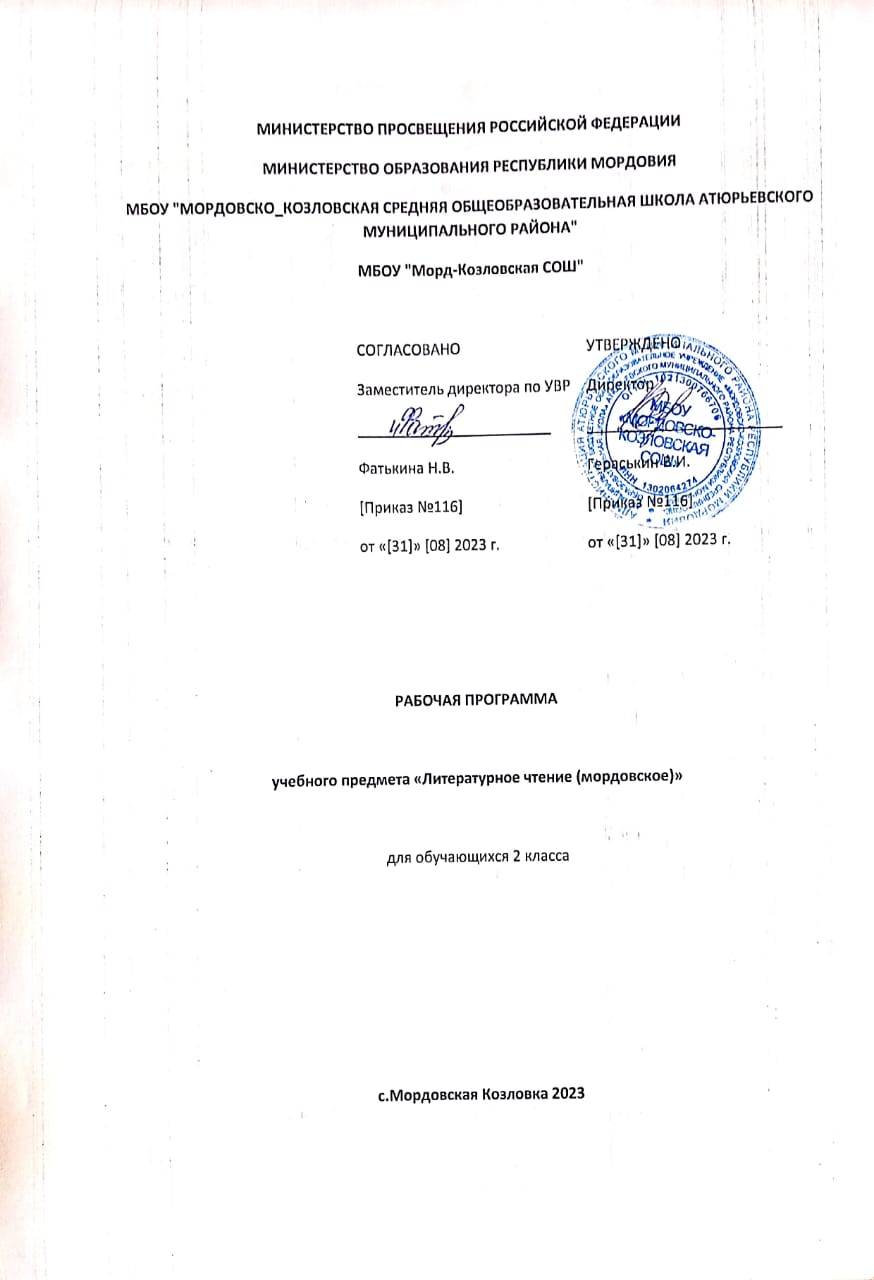 МИНИСТЕРСТВО ПРОСВЕЩЕНИЯ РОССИЙСКОЙ ФЕДЕРАЦИИ
МИНИСТЕРСТВО ОБРАЗОВАНИЯ РЕСПУБЛИКИ МОРДОВИЯ
МБОУ "МОРДОВСКО_КОЗЛОВСКАЯ СРЕДНЯЯ ОБЩЕОБРАЗОВАТЕЛЬНАЯ ШКОЛА АТЮРЬЕВСКОГО
МУНИЦИПАЛЬНОГО РАЙОНА"
МБОУ "Морд-Козловская СОШ"
СОГЛАСОВАНО
Заместитель директора по УВР
Фатькина Н.В.
[Приказ №116]
от «[31]» [08] 2023 г.
УТВЕРЖДЕНО
Директор
МБОУ
«МОРДОВСКО-
КОЗЛОВСКАЯ
СОШ»
ИНН 1302064274
Гераськин В.И.
[Приказ №116]
от «[31]» [08] 2023 г.
РАБОЧАЯ ПРОГРАММА
учебного предмета «Литературное чтение (мордовское)»
для обучающихся 2 класса
с.Мордовская Козловка 2023